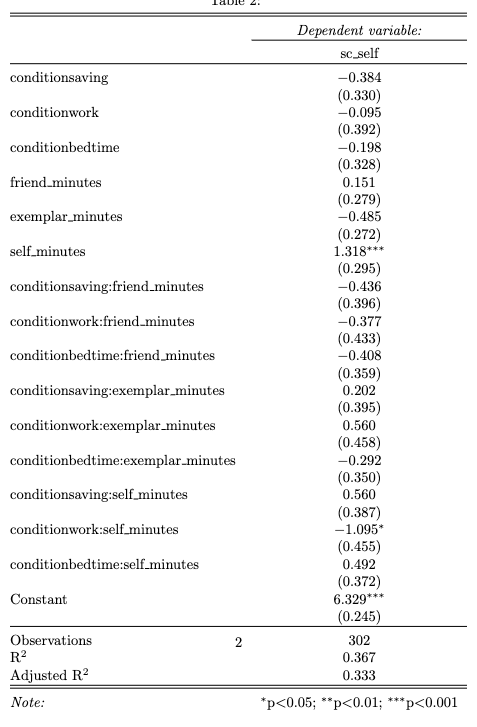 Table 2:
Dependent variable:
sc_self
conditionsaving −0.384
(0.330)
conditionwork −0.095
(0.392)
conditionbedtime −0.198
(0.328)
friend_minutes 0.151
(0.279)
exemplar_minutes −0.485
(0.272)
self_minutes 1.318***
(0.295)
conditionsaving:friend_minutes −0.436
(0.396)
conditionwork:friend_minutes −0.377
(0.433)
conditionbedtime:friend_minutes −0.408
(0.359)
conditionsaving:exemplar_minutes 0.202
(0.395)
conditionwork:exemplar_minutes 0.560
(0.458)
conditionbedtime:exemplar_minutes −0.292
(0.350)
conditionsaving:self_minutes 0.560
(0.387)
conditionwork:self_minutes −1.095*
(0.455)
conditionbedtime:self_minutes 0.492
(0.372)
Constant 6.329***
(0.245)
Observations 2 302
R² 0.367
Adjusted R² 0.333
Note: *p<0.05; **p<0.01; ***p<0.001